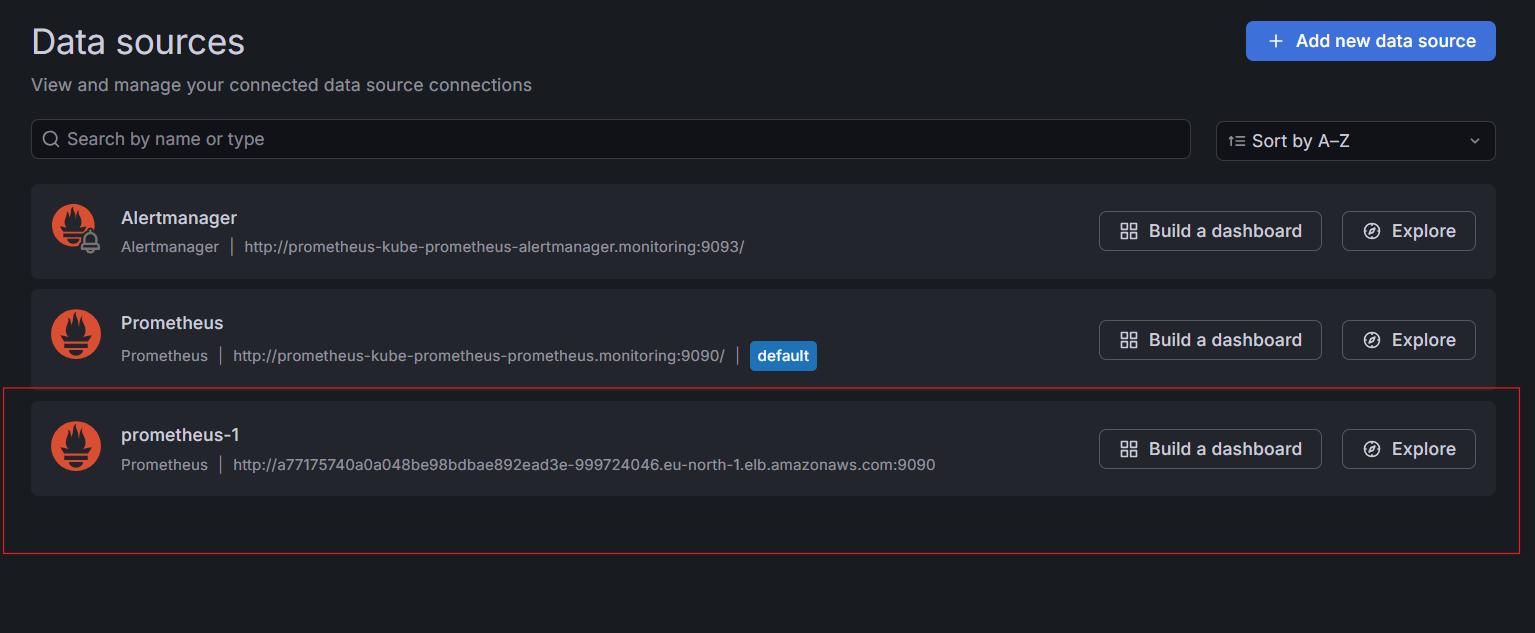 Data sources
+ Add new data source
View and manage your connected data source connections
Search by name or type
Sort by A–Z
Alertmanager
Alertmanager | http://prometheus-kube-prometheus-alertmanager.monitoring:9093/
Build a dashboard
Explore
Prometheus
Prometheus | http://prometheus-kube-prometheus-prometheus.monitoring:9090/ | default
Build a dashboard
Explore
prometheus-1
Prometheus | http://a77175740a0a048be98bdbae892ead3e-999724046.eu-north-1.elb.amazonaws.com:9090
Build a dashboard
Explore